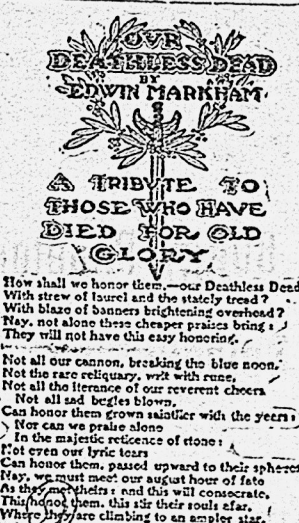 OUR
DEATHLESS DEAD
BY
EDWIN MARKHAM
A TRIBUTE TO
THOSE WHO HAVE
DIED FOR OLD
GLORY
How shall we honor them,—our Deathless Dead
With strew of laurel and the stately tread?
With blaze of banners brightening overhead?
Nay, not alone these cheaper praises bring:
They will not have this easy honoring.
Not all our cannon, breaking the blue noon,
Not the rare reliquary, writ with rune,
Not all the iterance of our reverent cheers
Not all sad bugles blown,
Can honor them grown saintlier with the years:
Nor can we praise alone
In the majestic reticence of stone:
Not even our lyric tears
Can honor them, passed upward to their spheres
Nay, we must meet our august hour of fate
As they met theirs: and this will consecrate,
This honor them, this stir their souls afar,
Where they are climbing to an ampler star.